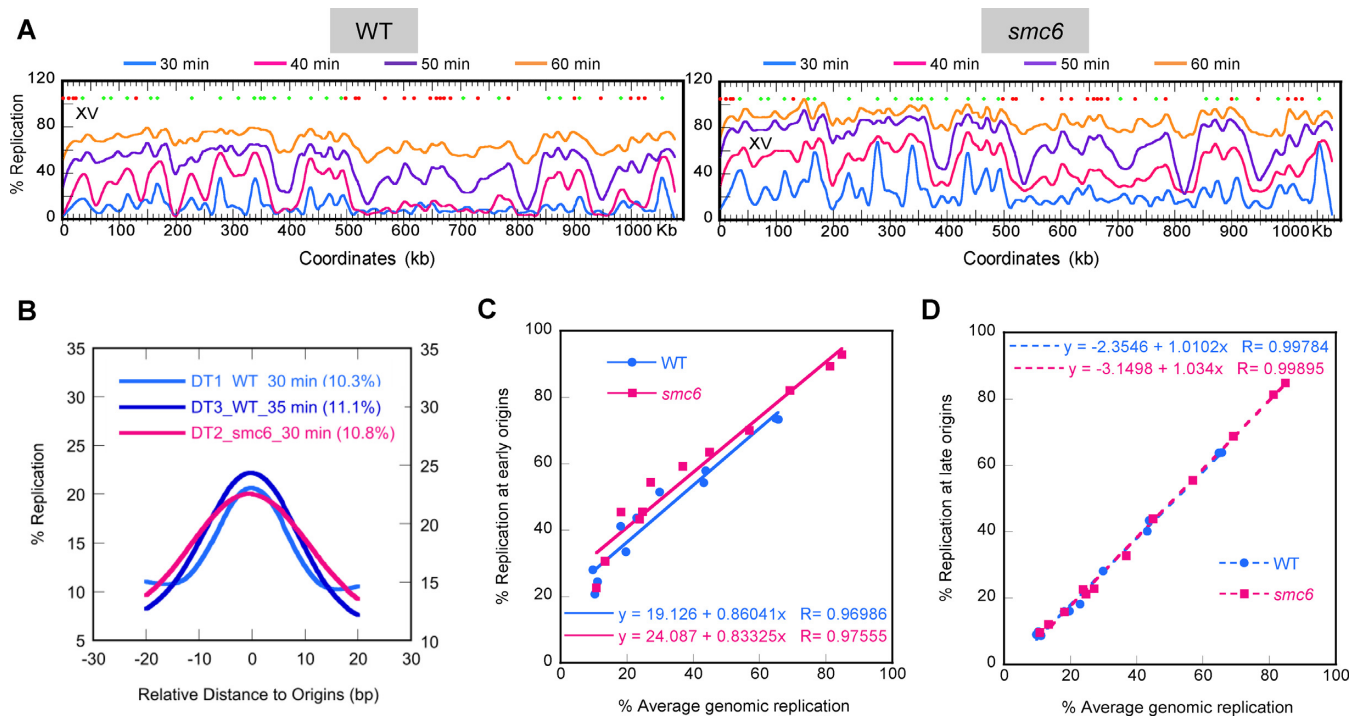 A
WT
smc6
30 min 40 min 50 min 60 min
30 min 40 min 50 min 60 min
% Replication
120
80
40
0
XV
0 100 200 300 400 500 600 700 800 900 1000 Kb
Coordinates (kb)
120
80
40
0
XV
0 100 200 300 400 500 600 700 800 900 1000 Kb
Coordinates (kb)
B
% Replication
35
30
25
20
15
10
5
35
30
25
20
15
10
DT1_WT_30 min (10.3%)
DT3_WT_35 min (11.1%)
DT2_smc6_30 min (10.8%)
-30 -20 -10 0 10 20 30
Relative Distance to Origins (bp)
C
% Replication at early origins
100
80
60
40
20
0
WT
smc6
y = 19.126 + 0.86041x R= 0.96986
y = 24.087 + 0.83325x R= 0.97555
0 20 40 60 80 100
% Average genomic replication
D
% Replication at late origins
100
80
60
40
20
0
y = -2.3546 + 1.0102x R= 0.99784
y = -3.1498 + 1.034x R= 0.99895
WT
smc6
0 20 40 60 80 100
% Average genomic replication